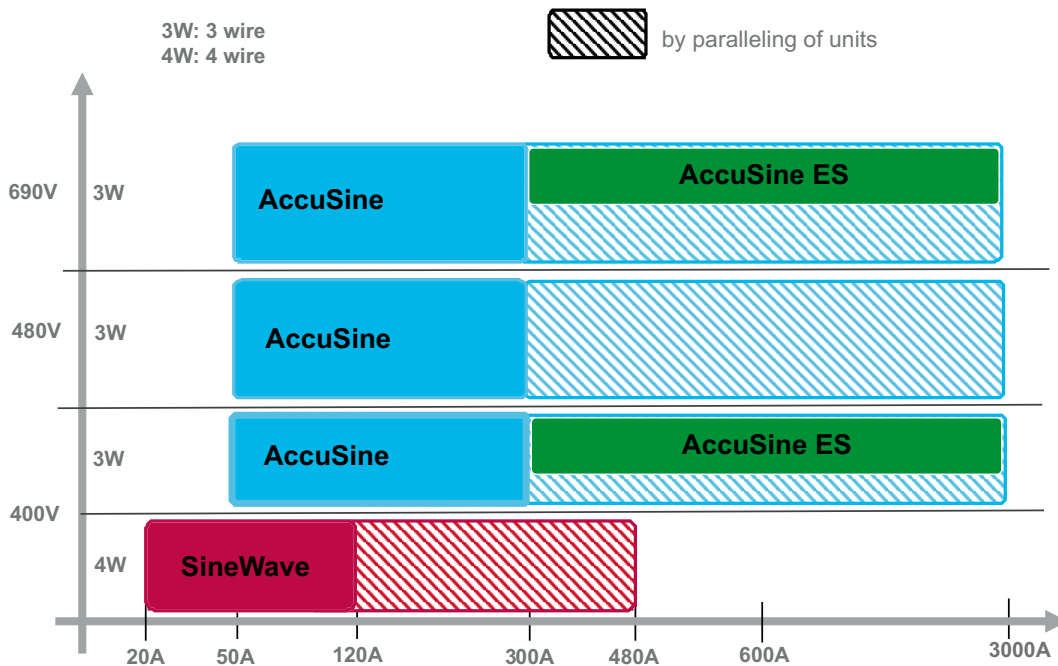 3W: 3 wire
4W: 4 wire
by paralleling of units
690V
3W
AccuSine
AccuSine ES
480V
3W
AccuSine
3W
AccuSine
AccuSine ES
400V
4W
SineWave
20A
50A
120A
300A
480A
600A
3000A